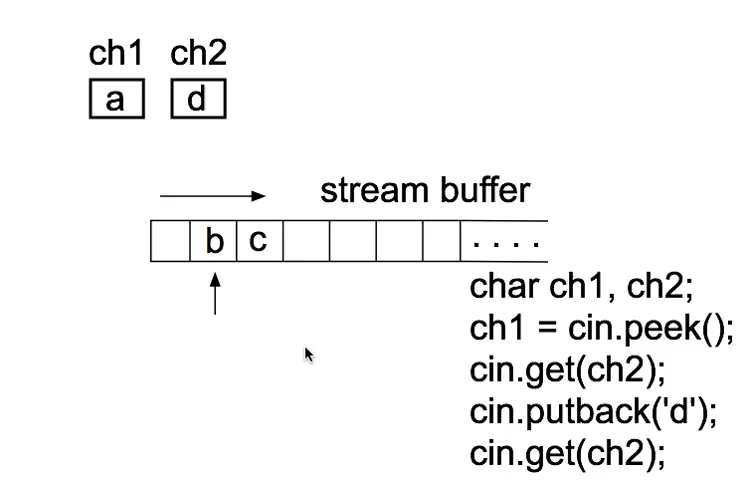 ch1 ch2
a d
stream buffer
b c ....
char ch1, ch2;
ch1 = cin.peek();
cin.get(ch2);
cin.putback('d');
cin.get(ch2);